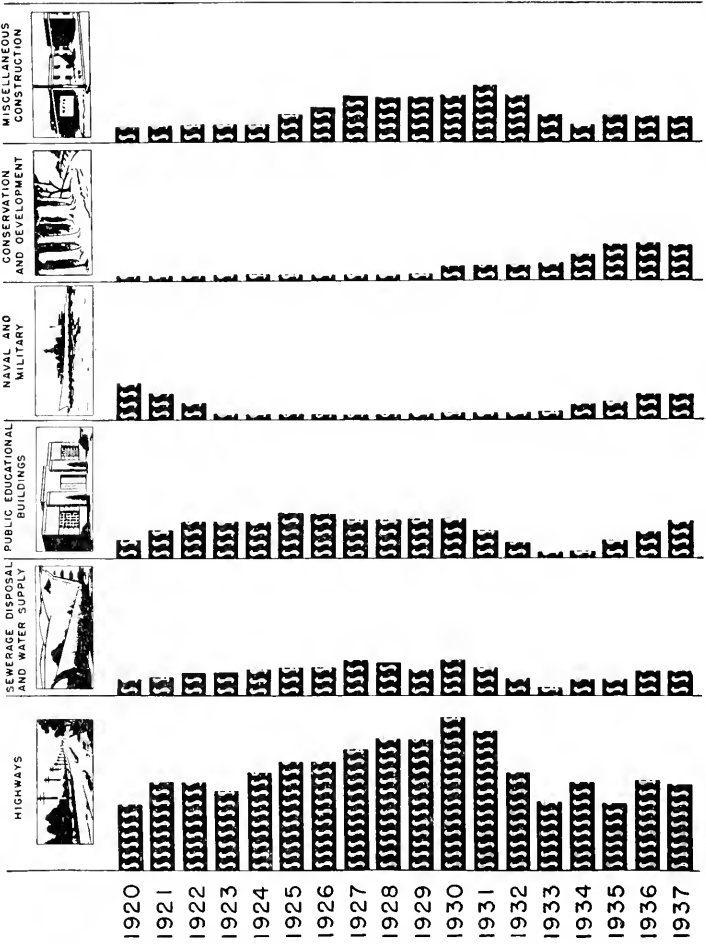 MISCELLANEOUS
CONSTRUCTION
CONSERVATION
AND DEVELOPMENT
NAVAL AND
MILITARY
PUBLIC EDUCATIONAL
BUILDINGS
SEWERAGE DISPOSAL
AND WATER SUPPLY
HIGHWAYS
1920
1921
1922
1923
1924
1925
1926
1927
1928
1929
1930
1931
1932
1933
1934
1935
1936
1937